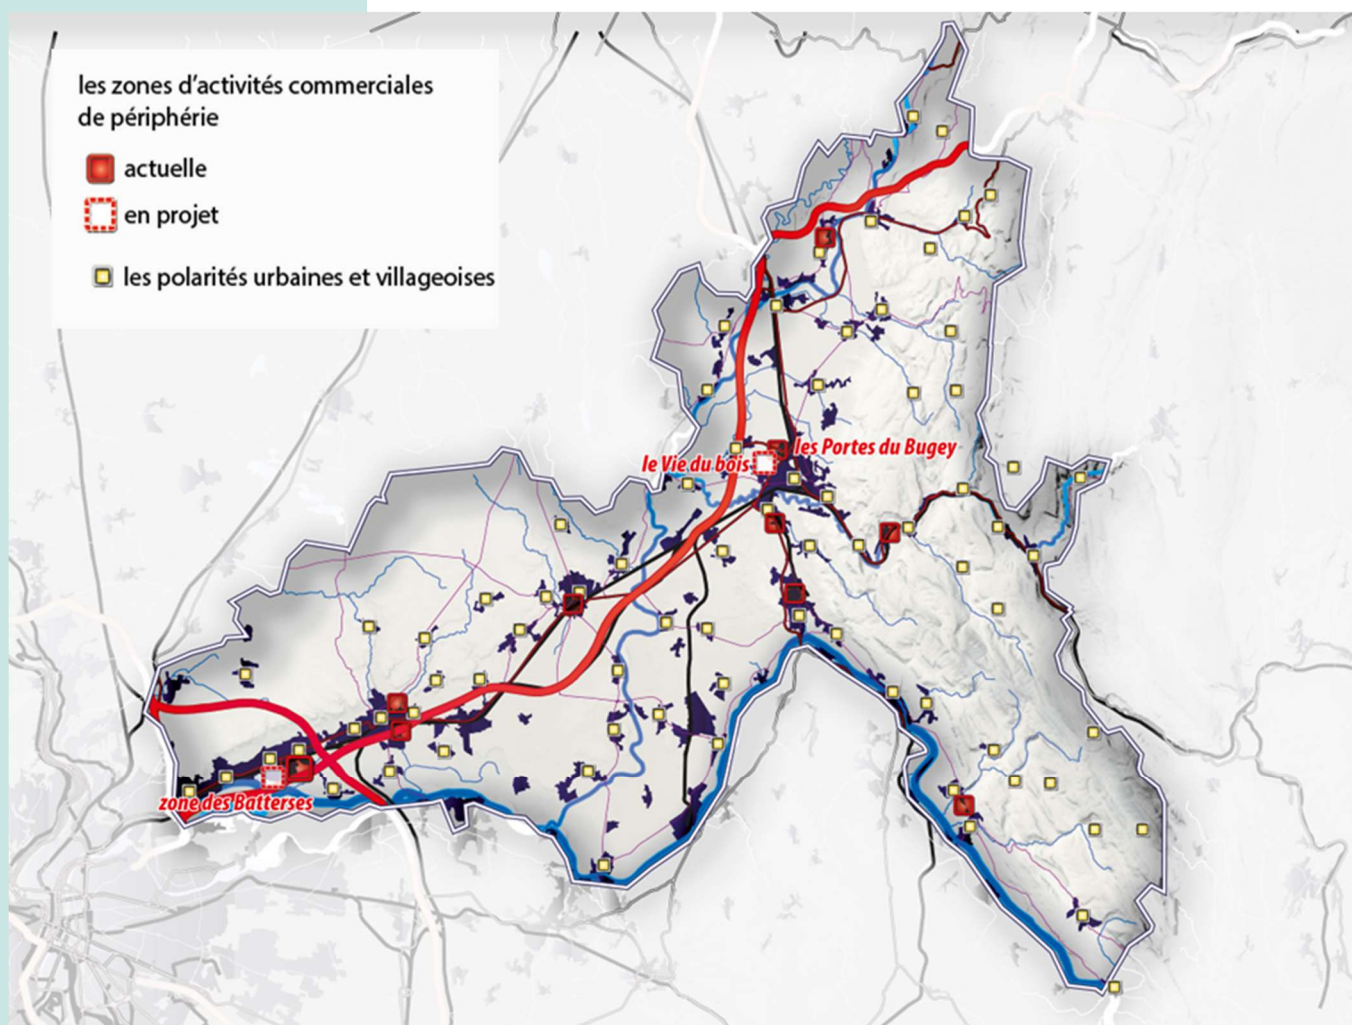 les zones d'activités commerciales
de périphérie
actuelle
en projet
les polarités urbaines et villageoises
les Portes du Bugey
le Vie du bois
zone des Batterses